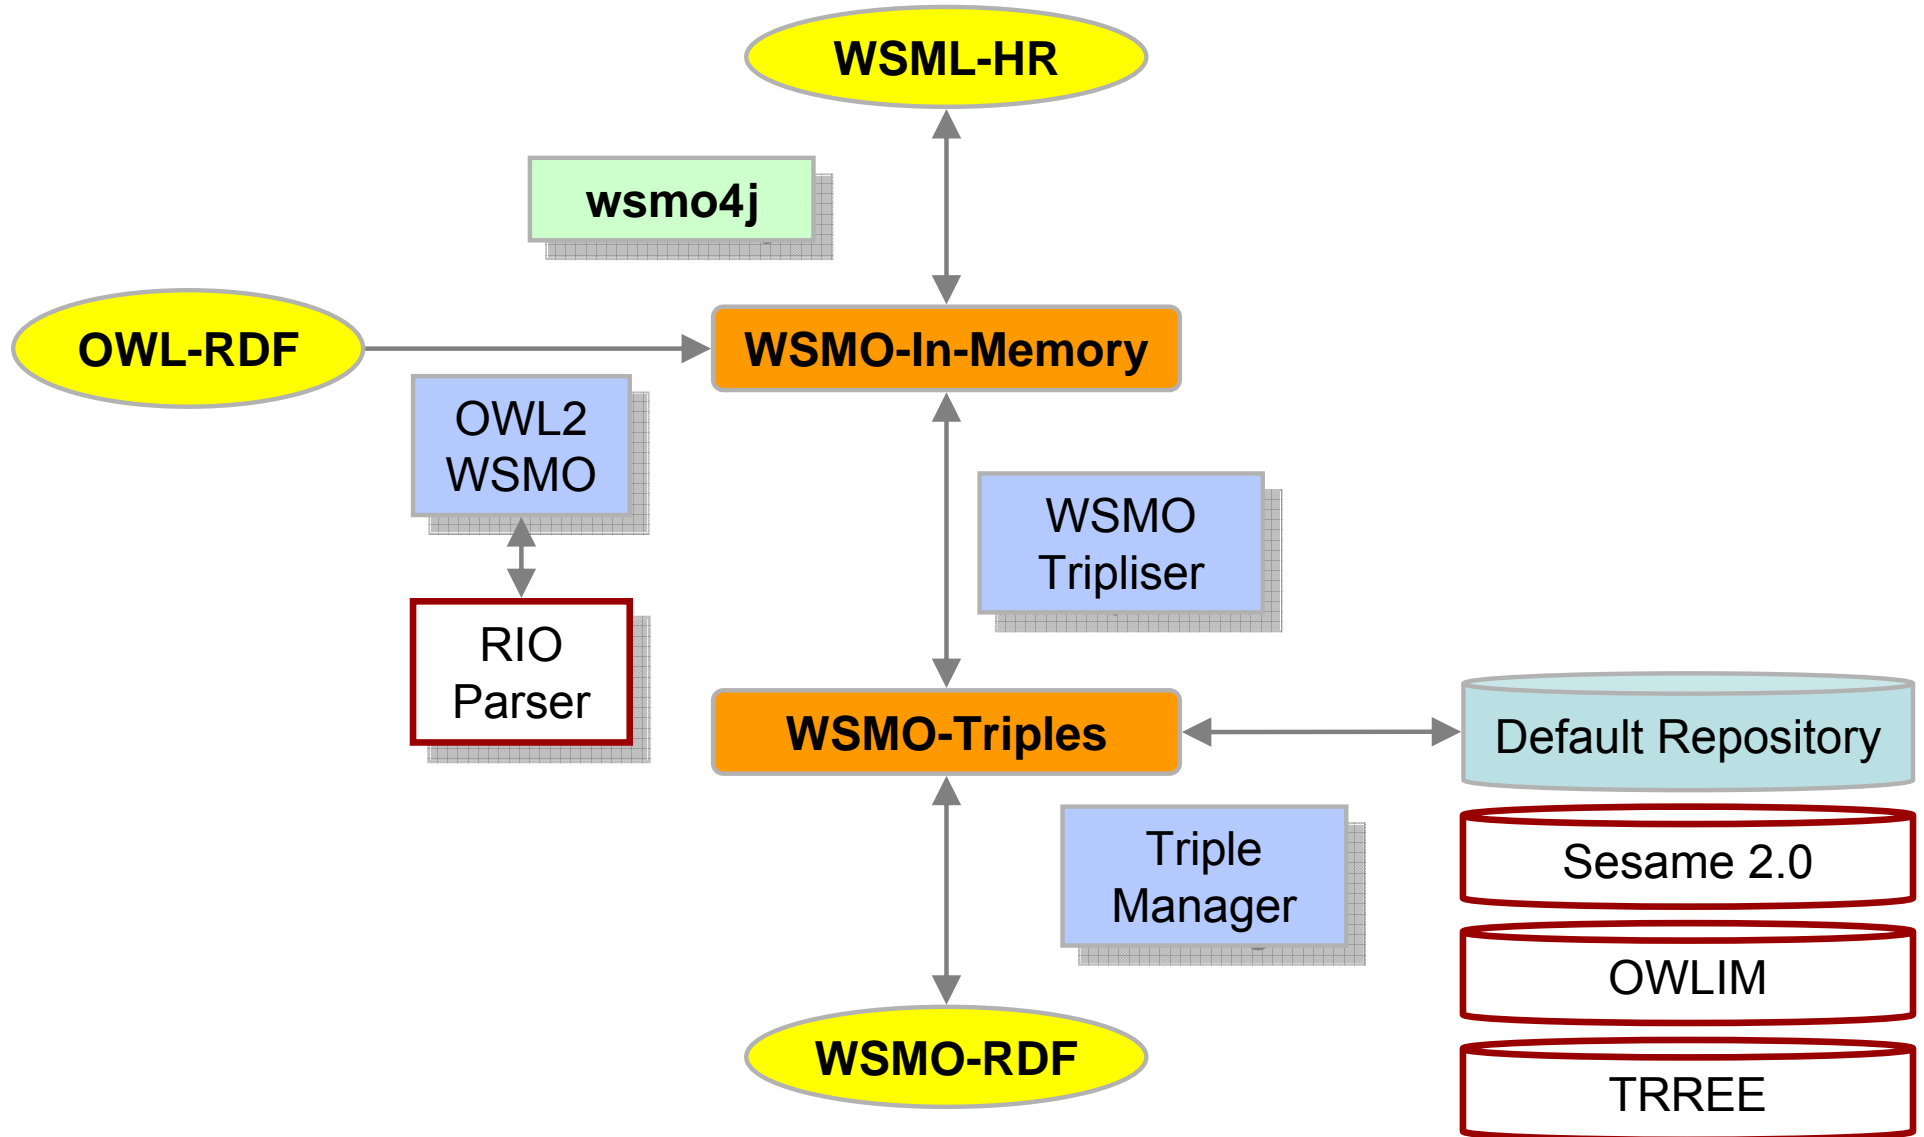 WSML-HR
wsmo4j
OWL-RDF
WSMO-In-Memory
OWL2
WSMO
WSMO
Tripliser
RIO
Parser
WSMO-Triples
Default Repository
Triple
Manager
Sesame 2.0
OWLIM
WSMO-RDF
TRREE